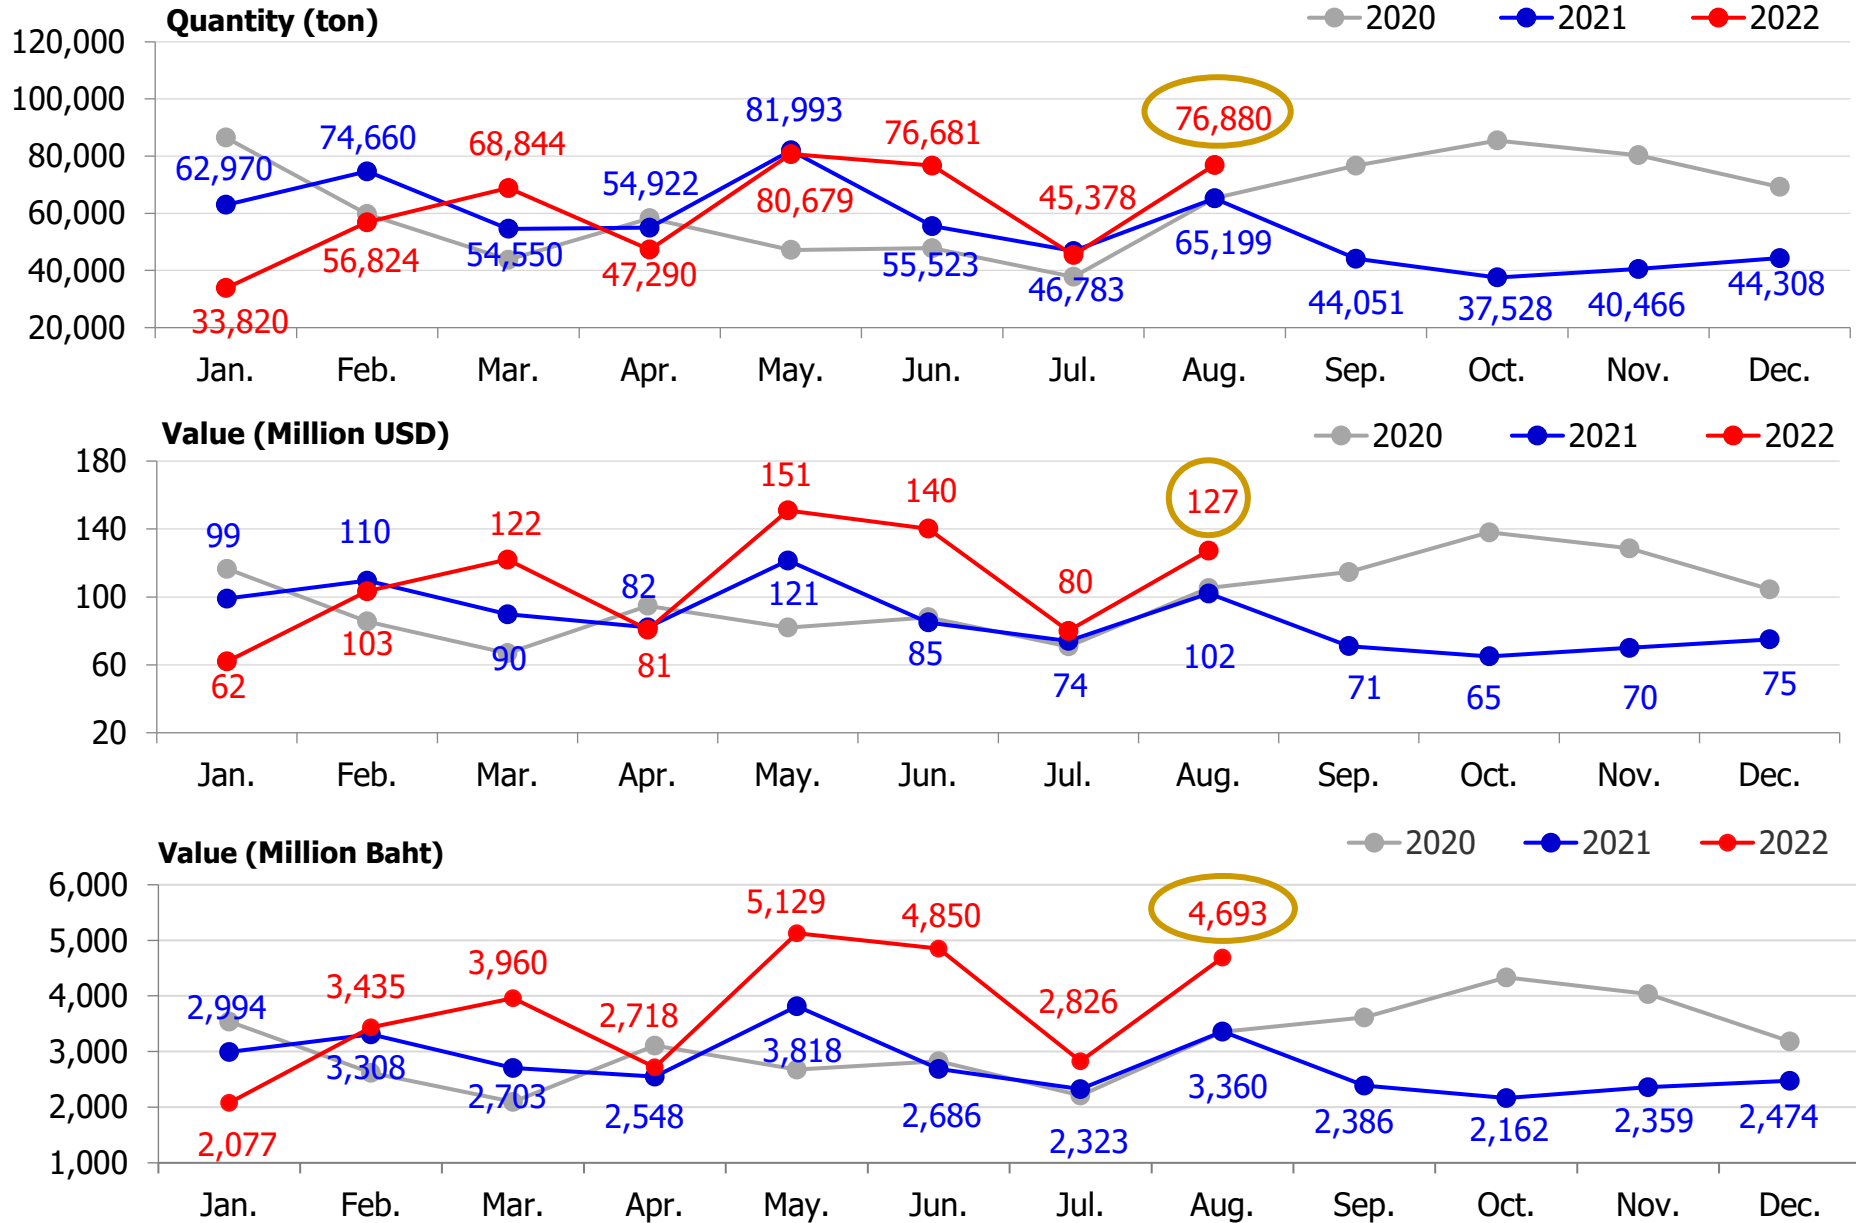 Quantity (ton)
2020 2021 2022
120,000
100,000
80,000
60,000
40,000
20,000
62,970 74,660 54,550 54,922 81,993 55,523 46,783 65,199 44,051 37,528 40,466 44,308
33,820 56,824 68,844 47,290 80,679 76,681 45,378 76,880
Jan. Feb. Mar. Apr. May. Jun. Jul. Aug. Sep. Oct. Nov. Dec.
Value (Million USD)
2020 2021 2022
180
140
100
60
20
99 110 90 82 121 85 74 102 71 65 70 75
62 103 122 81 151 140 80 127
Jan. Feb. Mar. Apr. May. Jun. Jul. Aug. Sep. Oct. Nov. Dec.
Value (Million Baht)
2020 2021 2022
6,000
5,000
4,000
3,000
2,000
1,000
2,994 3,308 2,703 2,548 3,818 2,686 2,323 3,360 2,386 2,162 2,359 2,474
2,077 3,435 3,960 2,718 5,129 4,850 2,826 4,693
Jan. Feb. Mar. Apr. May. Jun. Jul. Aug. Sep. Oct. Nov. Dec.